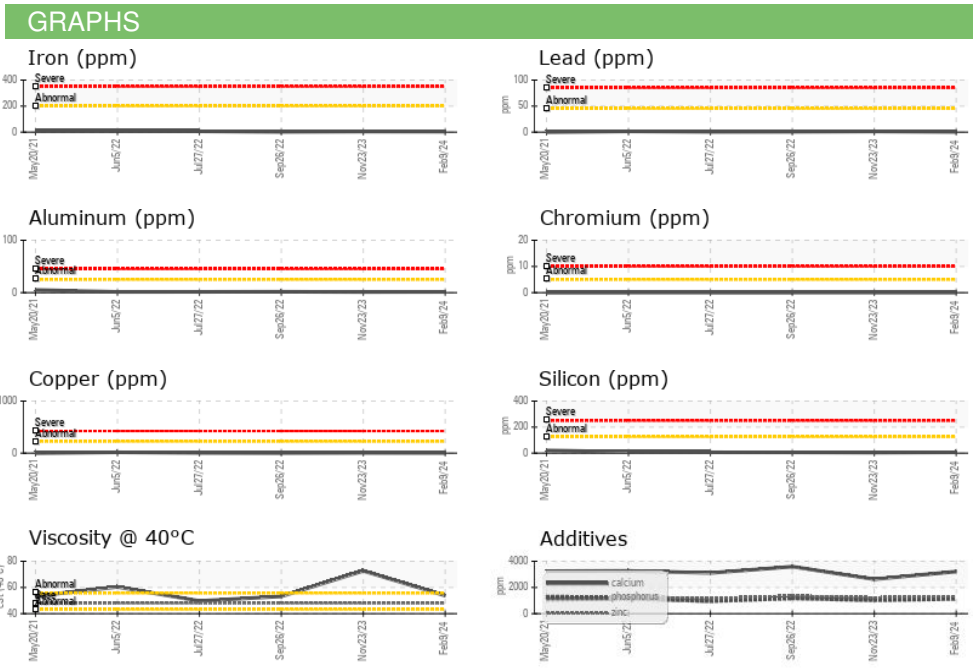 GRAPHS
Iron (ppm)
400
200
0
Severe
Abnormal
May20/21
Jun5/22
Jul27/22
Sep26/22
Nov23/23
Feb9/24
Lead (ppm)
ppm
100
50
0
Severe
Abnormal
May20/21
Jun5/22
Jul27/22
Sep26/22
Nov23/23
Feb9/24
Aluminum (ppm)
100
0
Severe
Abnormal
May20/21
Jun5/22
Jul27/22
Sep26/22
Nov23/23
Feb9/24
Chromium (ppm)
ppm
20
10
0
Severe
Abnormal
May20/21
Jun5/22
Jul27/22
Sep26/22
Nov23/23
Feb9/24
Copper (ppm)
1000
0
Severe
Abnormal
May20/21
Jun5/22
Jul27/22
Sep26/22
Nov23/23
Feb9/24
Silicon (ppm)
ppm
400
200
0
Severe
Abnormal
May20/21
Jun5/22
Jul27/22
Sep26/22
Nov23/23
Feb9/24
Viscosity @ 40°C
80
60
40
Abnormal
Abnormal
May20/21
Jun5/22
Jul27/22
Sep26/22
Nov23/23
Feb9/24
Additives
ppm
4000
2000
0
calcium
phosphorus
zinc
May20/21
Jun5/22
Jul27/22
Sep26/22
Nov23/23
Feb9/24